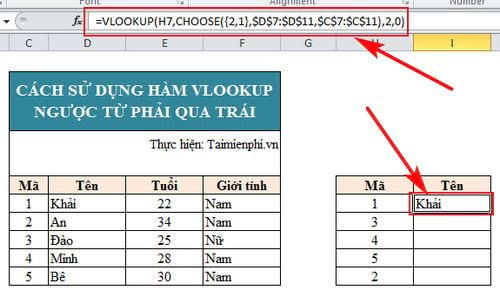 Font
Alignment
Number
fx =VLOOKUP(H7,CHOOSE({2,1},$D$7:$D$11,$C$7:$C$11),2,0)
C D E F G H I
CÁCH SỬ DỤNG HÀM VLOOKUP
NGƯỢC TỪ PHẢI QUA TRÁI
Thực hiện: Taimienphi.vn
Mã Tên Tuổi Giới tính Mã Tên
1 Khải 22 Nam 1 Khải
2 An 34 Nam 3
3 Đào 25 Nữ 4
4 Minh 28 Nam 5
5 Bê 30 Nam 2